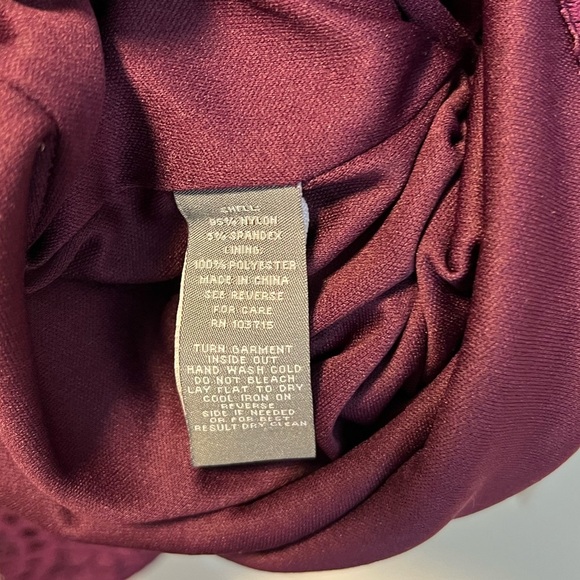 SHELL:
95% NYLON
5% SPANDEX
LINING:
100% POLYESTER
MADE IN CHINA
SEE REVERSE
FOR CARE
RN 103715
TURN GARMENT
INSIDE OUT
HAND WASH COLD
DO NOT BLEACH
LAY FLAT TO DRY
COOL IRON ON
REVERSE
SIDE IF NEEDED
OR FOR BEST
RESULT DRY CLEAN